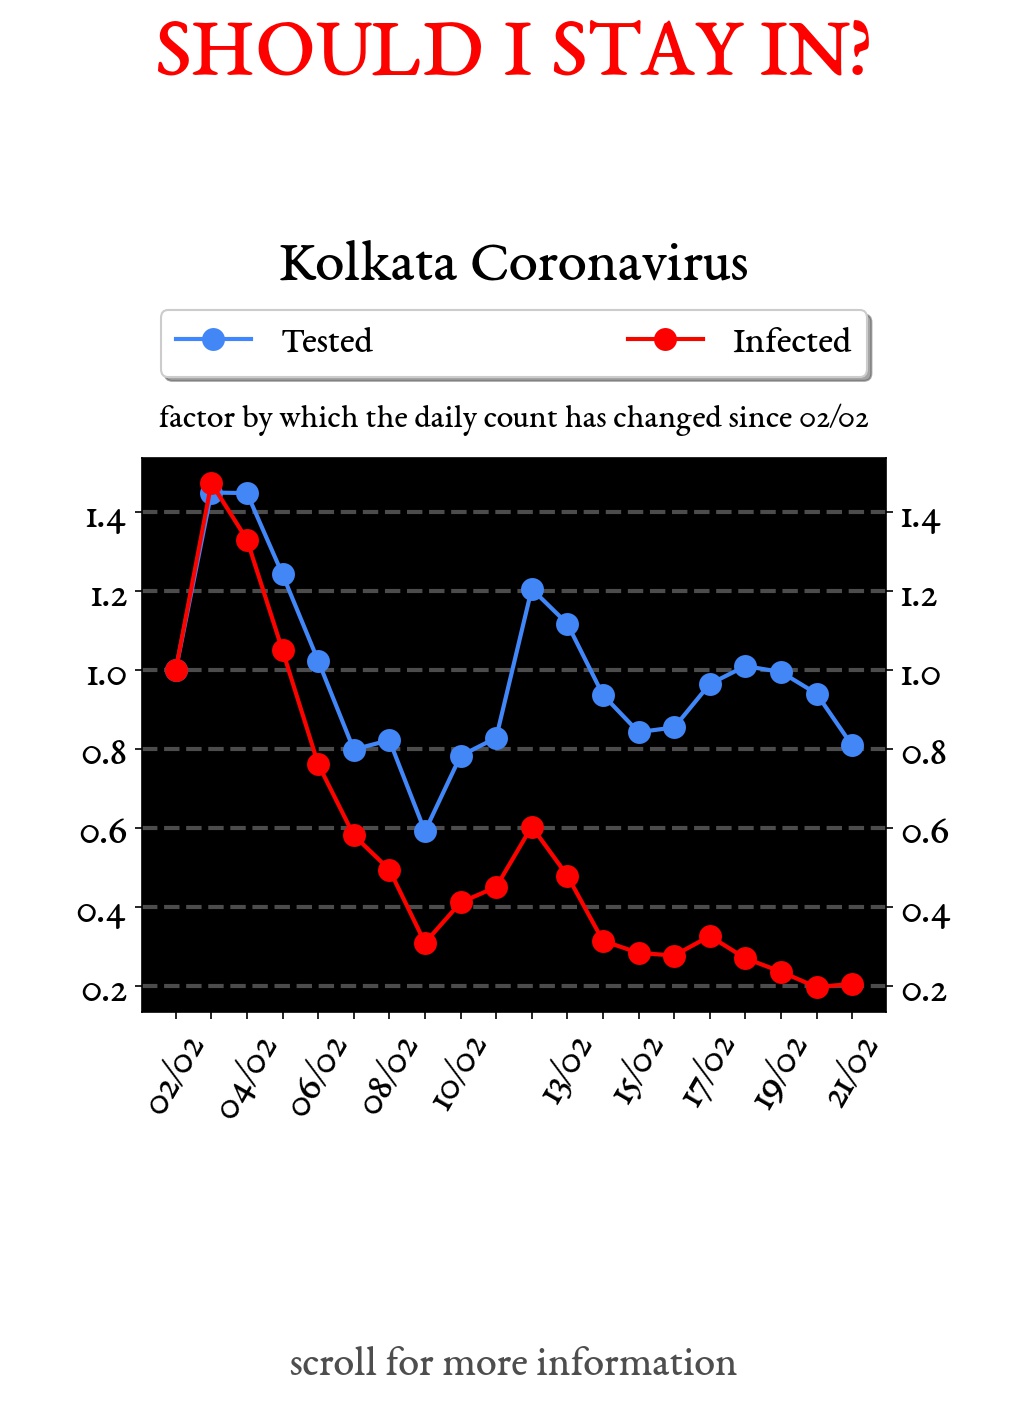 SHOULD I STAY IN?
Kolkata Coronavirus
Tested Infected
factor by which the daily count has changed since 02/02
1.4 1.4
1.2 1.2
1.0 1.0
0.8 0.8
0.6 0.6
0.4 0.4
0.2 0.2
02/02 04/02 06/02 08/02 10/02 13/02 15/02 17/02 19/02 21/02
scroll for more information